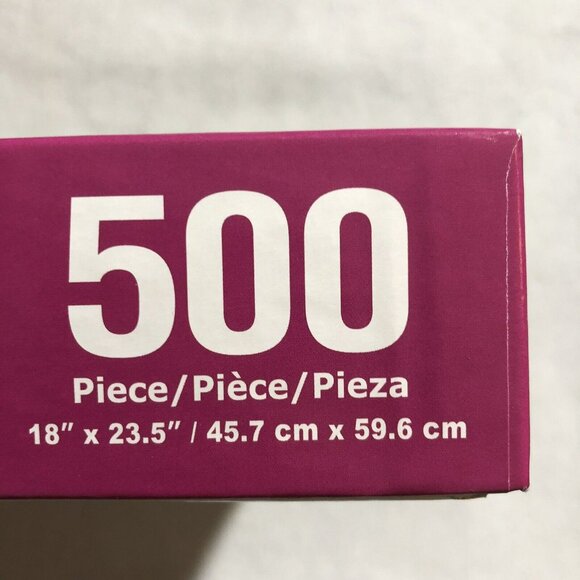 500
Piece/Pièce/Pieza
18” x 23.5” / 45.7 cm x 59.6 cm